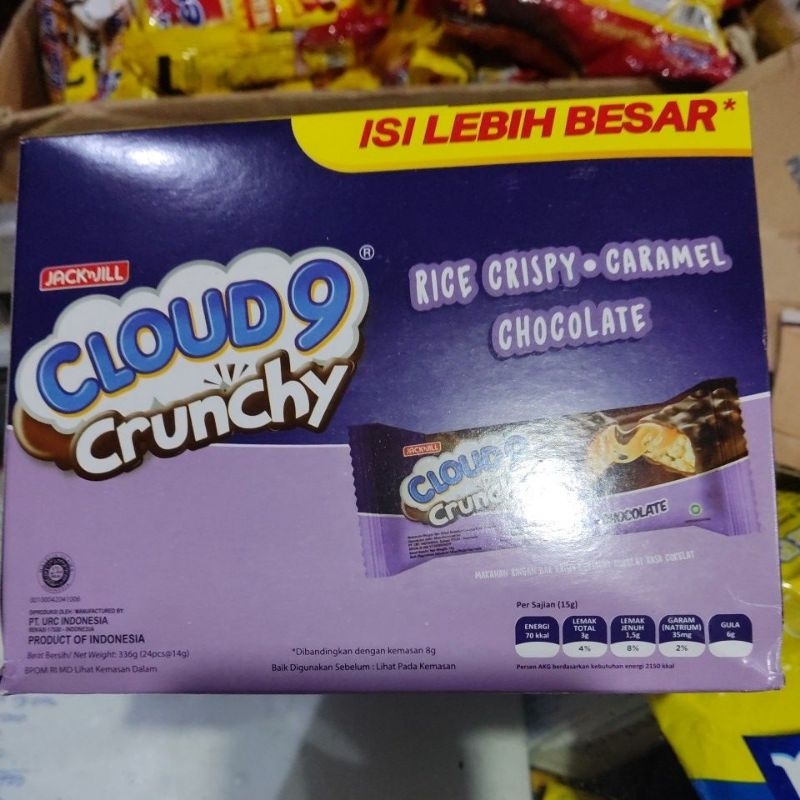 ISI LEBIH BESAR*
JACK'n JILL
CLOUD 9
Crunchy
®
RICE CRISPY • CARAMEL
CHOCOLATE
JACK'n JILL
CLOUD 9
CHOCOLATE
00100042041006
DIPRODUKSI OLEH / MANUFACTURED BY:
PT. URC INDONESIA
BEKASI 17520 - INDONESIA
PRODUCT OF INDONESIA
Berat Bersih/ Net Weight: 336g (24pcs@14g)
BPOM RI MD Lihat Kemasan Dalam
*Dibandingkan dengan kemasan 8g
Baik Digunakan Sebelum : Lihat Pada Kemasan
Per Sajian (15g)
ENERGI 70 kkal
LEMAK TOTAL 3g 4%
LEMAK JENUH 1,5g 8%
GARAM (NATRIUM) 35mg 2%
GULA 6g
Persen AKG berdasarkan kebutuhan energi 2150 kkal